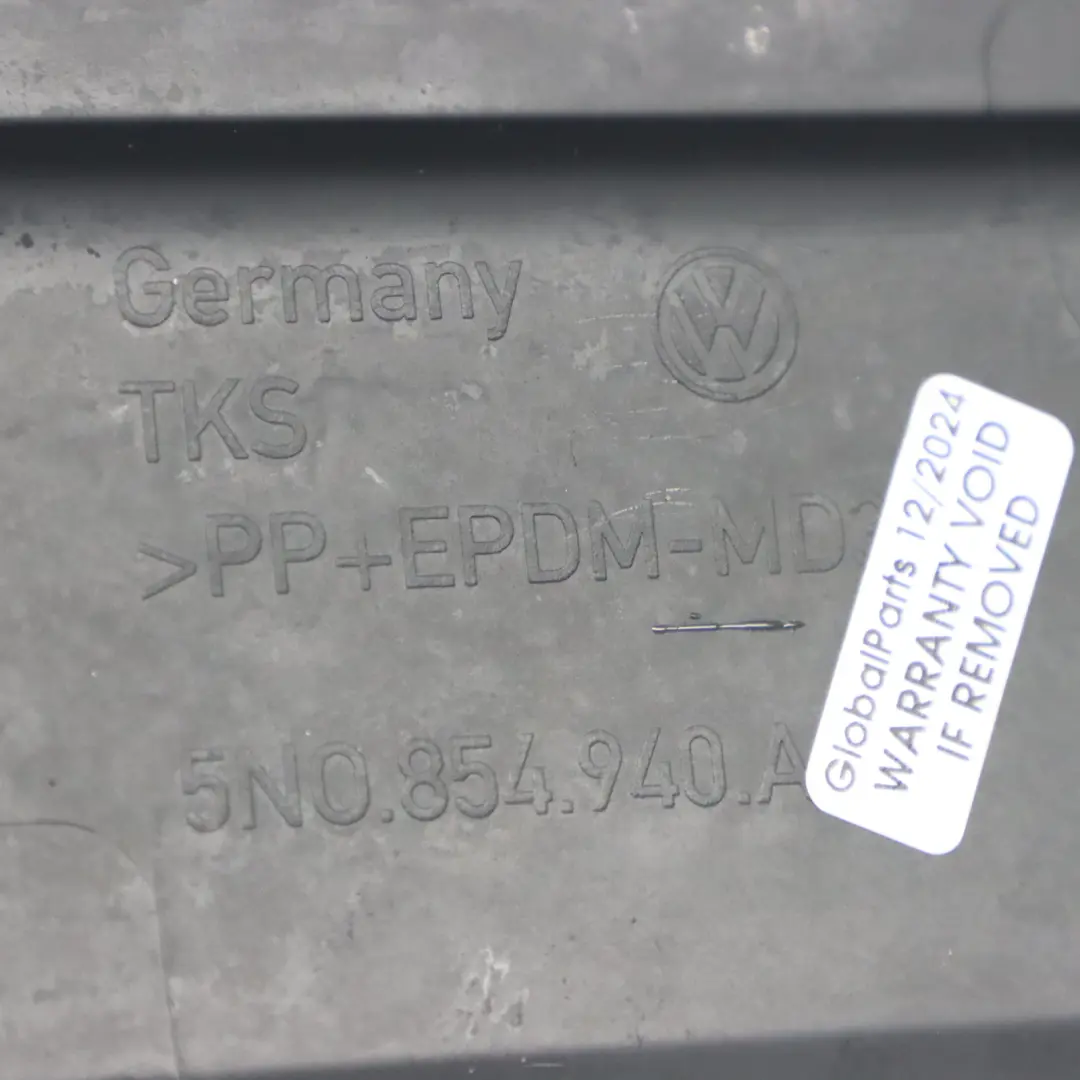 Germany
TKS
>PP+EPDM-MD
5N0.854.940.A
GlobalParts 12/2024
WARRANTY VOID
IF REMOVED